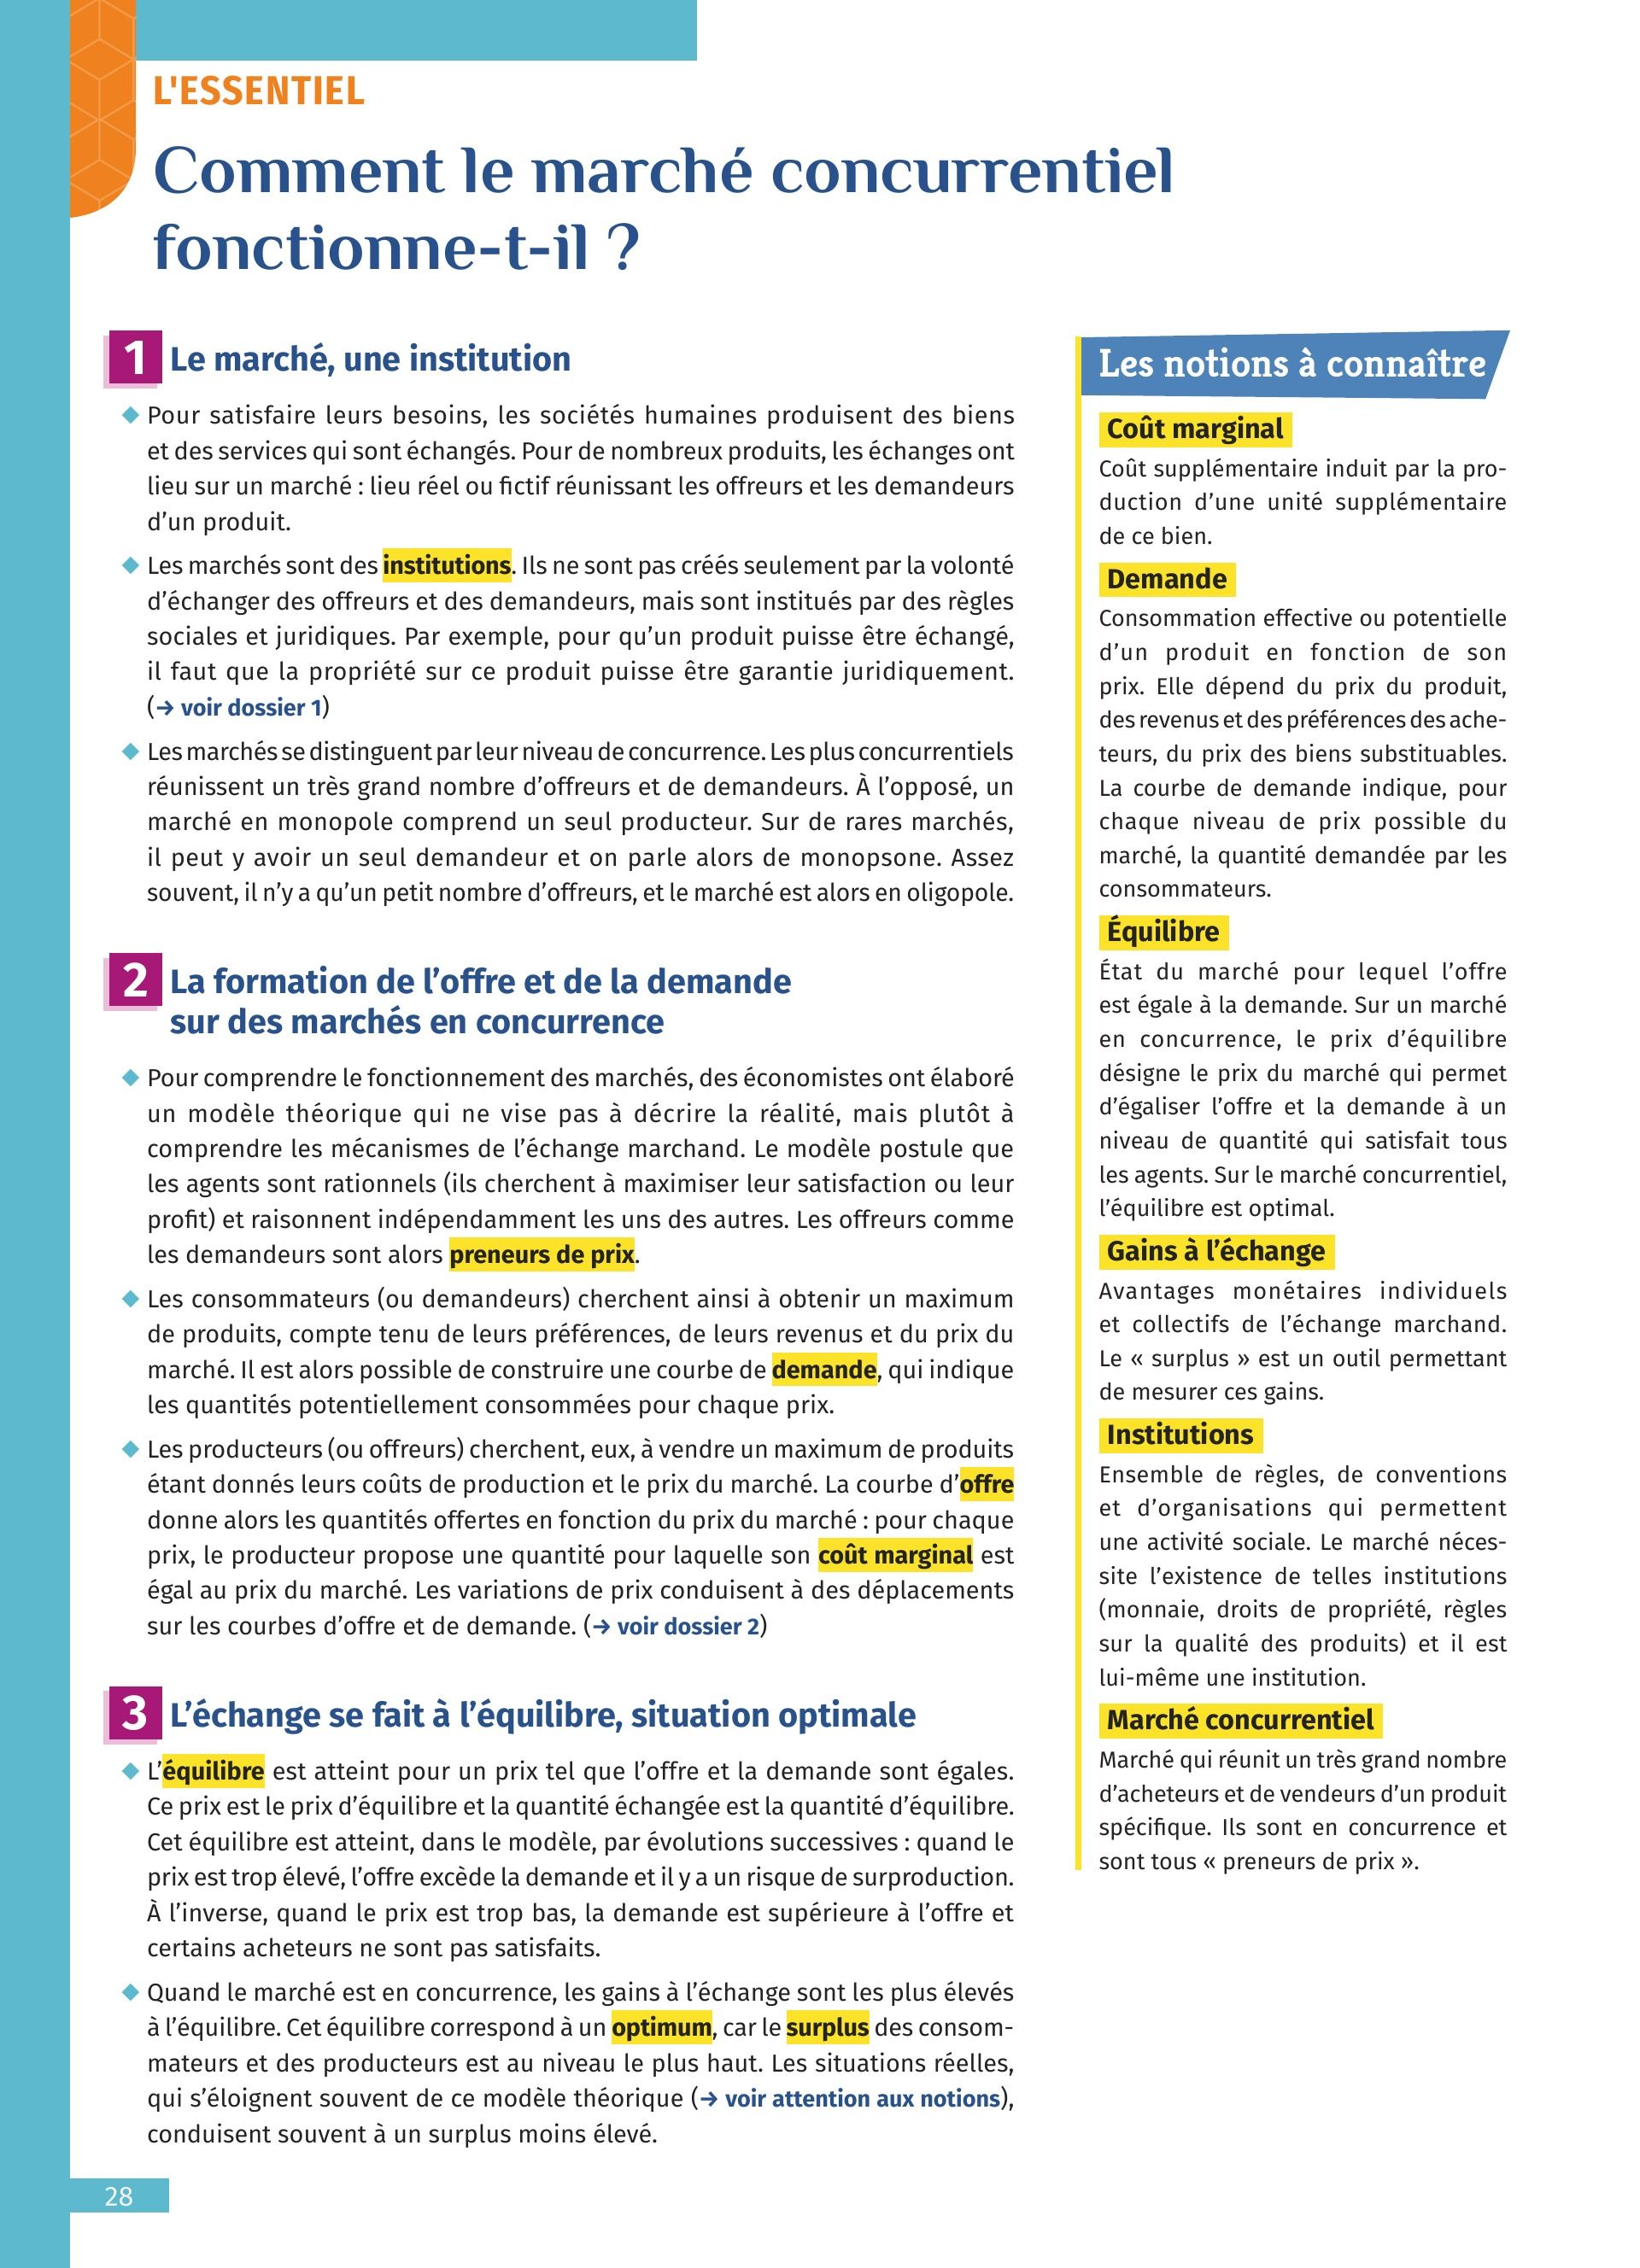 L'ESSENTIEL
Comment le marché concurrentiel
fonctionne-t-il ?
1 Le marché, une institution
◆ Pour satisfaire leurs besoins, les sociétés humaines produisent des biens
et des services qui sont échangés. Pour de nombreux produits, les échanges ont
lieu sur un marché : lieu réel ou fictif réunissant les offreurs et les demandeurs
d’un produit.
◆ Les marchés sont des institutions. Ils ne sont pas créés seulement par la volonté
d’échanger des offreurs et des demandeurs, mais sont institués par des règles
sociales et juridiques. Par exemple, pour qu’un produit puisse être échangé,
il faut que la propriété sur ce produit puisse être garantie juridiquement.
(→ voir dossier 1)
◆ Les marchés se distinguent par leur niveau de concurrence. Les plus concurrentiels
réunissent un très grand nombre d’offreurs et de demandeurs. À l’opposé, un
marché en monopole comprend un seul producteur. Sur de rares marchés,
il peut y avoir un seul demandeur et on parle alors de monopsone. Assez
souvent, il n’y a qu’un petit nombre d’offreurs, et le marché est alors en oligopole.
2 La formation de l’offre et de la demande
sur des marchés en concurrence
◆ Pour comprendre le fonctionnement des marchés, des économistes ont élaboré
un modèle théorique qui ne vise pas à décrire la réalité, mais plutôt à
comprendre les mécanismes de l’échange marchand. Le modèle postule que
les agents sont rationnels (ils cherchent à maximiser leur satisfaction ou leur
profit) et raisonnent indépendamment les uns des autres. Les offreurs comme
les demandeurs sont alors preneurs de prix.
◆ Les consommateurs (ou demandeurs) cherchent ainsi à obtenir un maximum
de produits, compte tenu de leurs préférences, de leurs revenus et du prix du
marché. Il est alors possible de construire une courbe de demande, qui indique
les quantités potentiellement consommées pour chaque prix.
◆ Les producteurs (ou offreurs) cherchent, eux, à vendre un maximum de produits
étant donnés leurs coûts de production et le prix du marché. La courbe d’offre
donne alors les quantités offertes en fonction du prix du marché : pour chaque
prix, le producteur propose une quantité pour laquelle son coût marginal est
égal au prix du marché. Les variations de prix conduisent à des déplacements
sur les courbes d’offre et de demande. (→ voir dossier 2)
3 L’échange se fait à l’équilibre, situation optimale
◆ L’équilibre est atteint pour un prix tel que l’offre et la demande sont égales.
Ce prix est le prix d’équilibre et la quantité échangée est la quantité d’équilibre.
Cet équilibre est atteint, dans le modèle, par évolutions successives : quand le
prix est trop élevé, l’offre excède la demande et il y a un risque de surproduction.
À l’inverse, quand le prix est trop bas, la demande est supérieure à l’offre et
certains acheteurs ne sont pas satisfaits.
◆ Quand le marché est en concurrence, les gains à l’échange sont les plus élevés
à l’équilibre. Cet équilibre correspond à un optimum, car le surplus des consom-
mateurs et des producteurs est au niveau le plus haut. Les situations réelles,
qui s’éloignent souvent de ce modèle théorique (→ voir attention aux notions),
conduisent souvent à un surplus moins élevé.
Les notions à connaître
Coût marginal
Coût supplémentaire induit par la pro-
duction d’une unité supplémentaire
de ce bien.
Demande
Consommation effective ou potentielle
d’un produit en fonction de son
prix. Elle dépend du prix du produit,
des revenus et des préférences des ache-
teurs, du prix des biens substituables.
La courbe de demande indique, pour
chaque niveau de prix possible du
marché, la quantité demandée par les
consommateurs.
Équilibre
État du marché pour lequel l’offre
est égale à la demande. Sur un marché
en concurrence, le prix d’équilibre
désigne le prix du marché qui permet
d’égaliser l’offre et la demande à un
niveau de quantité qui satisfait tous
les agents. Sur le marché concurrentiel,
l’équilibre est optimal.
Gains à l’échange
Avantages monétaires individuels
et collectifs de l’échange marchand.
Le « surplus » est un outil permettant
de mesurer ces gains.
Institutions
Ensemble de règles, de conventions
et d’organisations qui permettent
une activité sociale. Le marché néces-
site l’existence de telles institutions
(monnaie, droits de propriété, règles
sur la qualité des produits) et il est
lui-même une institution.
Marché concurrentiel
Marché qui réunit un très grand nombre
d’acheteurs et de vendeurs d’un produit
spécifique. Ils sont en concurrence et
sont tous « preneurs de prix ».
28